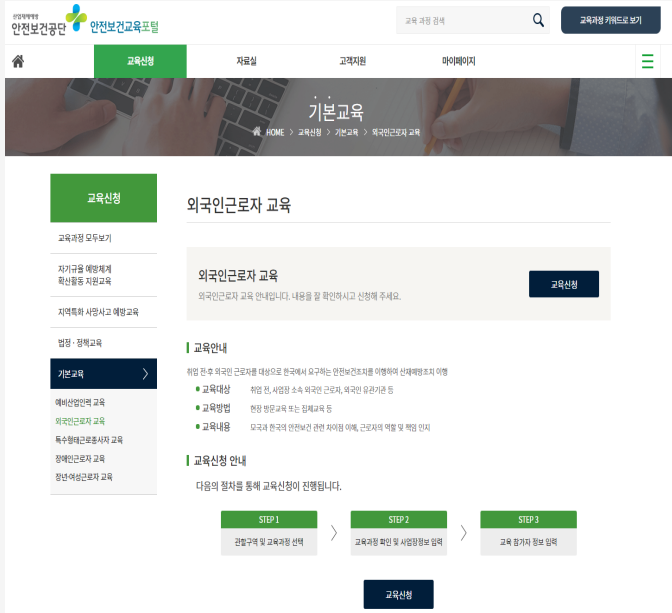 산업재해예방
안전보건공단
안전보건교육포털
교육 과정 검색
교육과정 키워드로 보기
교육신청
자료실
고객지원
마이페이지
기본교육
HOME > 교육신청 > 기본교육 > 외국인근로자 교육
교육신청
교육과정 모두보기
자기규율 예방체계
확산활동 지원교육
지역특화 사망사고 예방교육
법정 · 정책교육
기본교육
예비산업인력 교육
외국인근로자 교육
특수형태근로종사자 교육
장애인근로자 교육
장년·여성근로자 교육
외국인근로자 교육
외국인근로자 교육
외국인근로자 교육 안내입니다. 내용을 잘 확인하시고 신청해 주세요.
교육신청
교육안내
취업 전·후 외국인 근로자를 대상으로 한국에서 요구하는 안전보건조치를 이행하여 산재예방조치 이행
교육대상 취업 전, 사업장 소속 외국인 근로자, 외국인 유관기관 등
교육방법 현장 방문교육 또는 집체교육 등
교육내용 모국과 한국의 안전보건 관련 차이점 이해, 근로자의 역할 및 책임 인지
교육신청 안내
다음의 절차를 통해 교육신청이 진행됩니다.
STEP 1
관할구역 및 교육과정 선택
STEP 2
교육과정 확인 및 사업장정보 입력
STEP 3
교육 참가자 정보 입력
교육신청